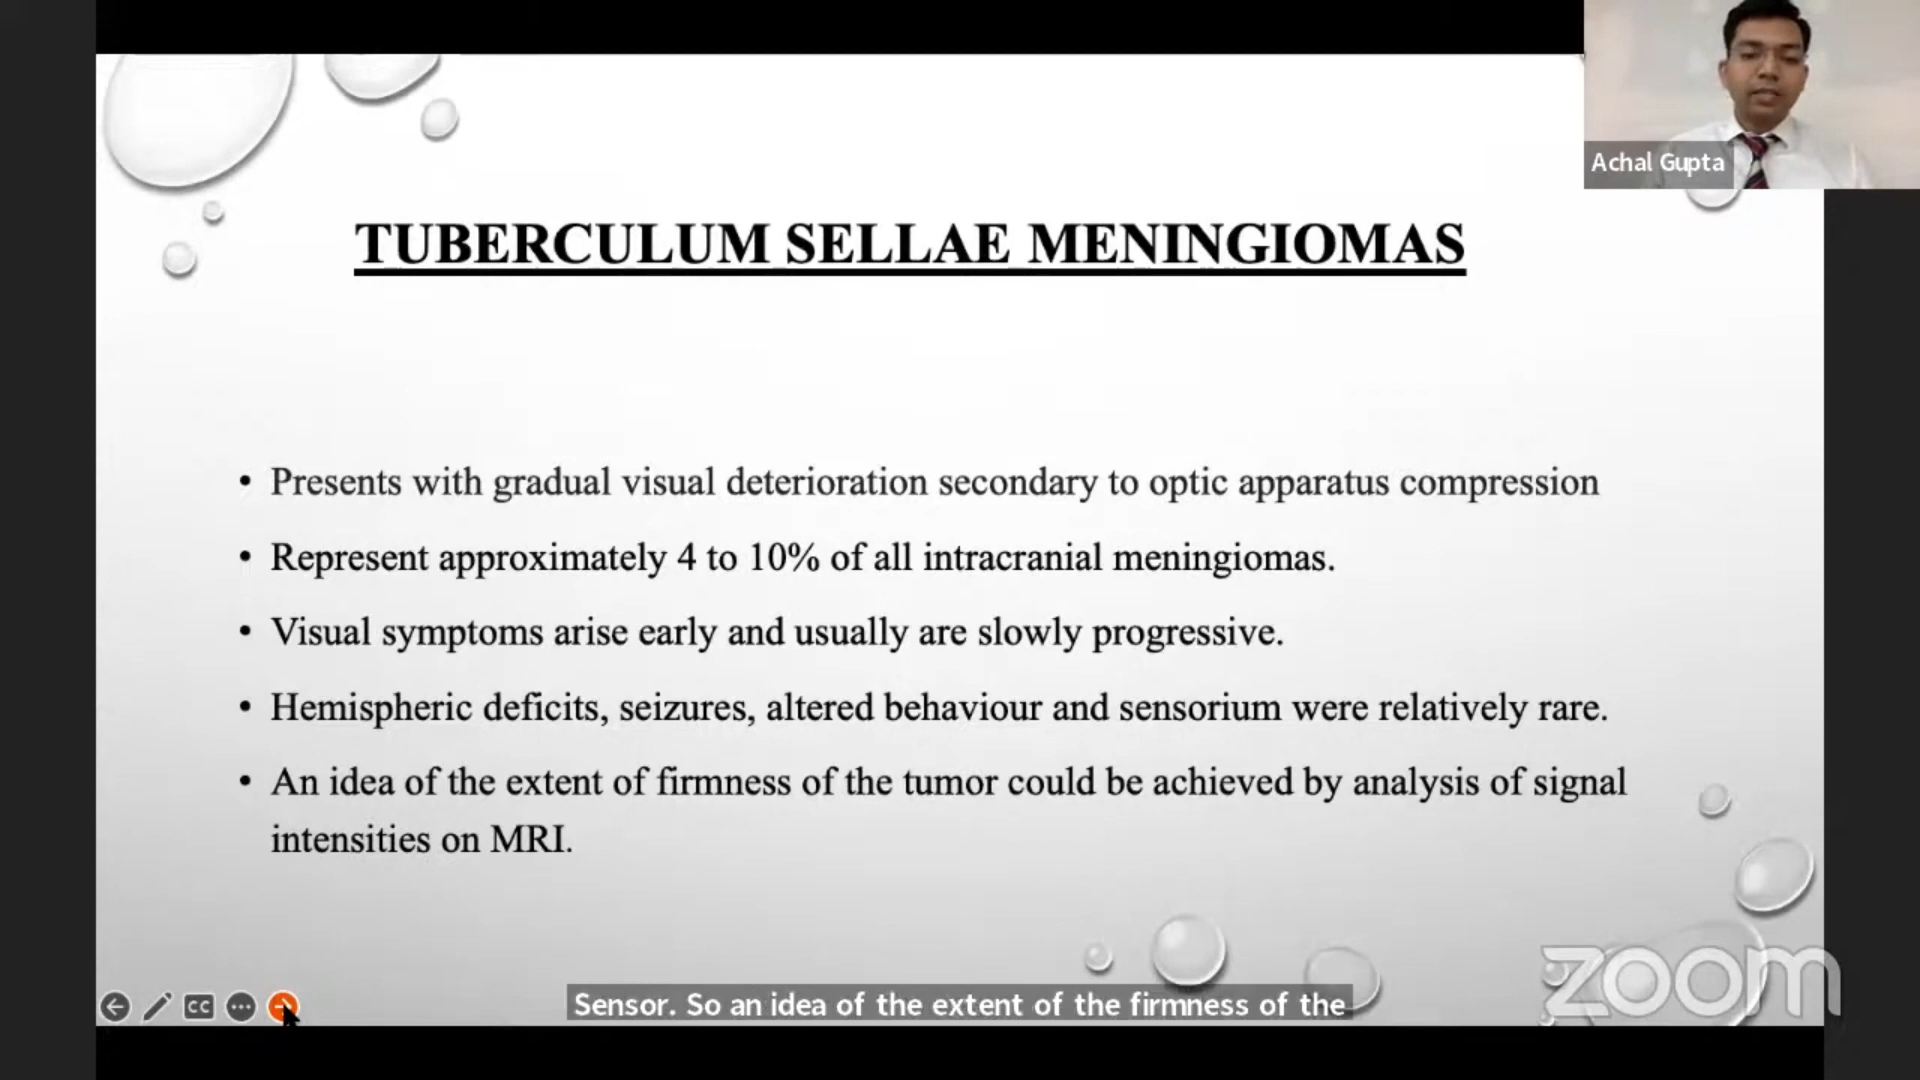 Achal Gupta
TUBERCULUM SELLAE MENINGIOMAS
• Presents with gradual visual deterioration secondary to optic apparatus compression
• Represent approximately 4 to 10% of all intracranial meningiomas.
• Visual symptoms arise early and usually are slowly progressive.
• Hemispheric deficits, seizures, altered behaviour and sensorium were relatively rare.
• An idea of the extent of firmness of the tumor could be achieved by analysis of signal
intensities on MRI.
CC
Sensor. So an idea of the extent of the firmness of the
zoom